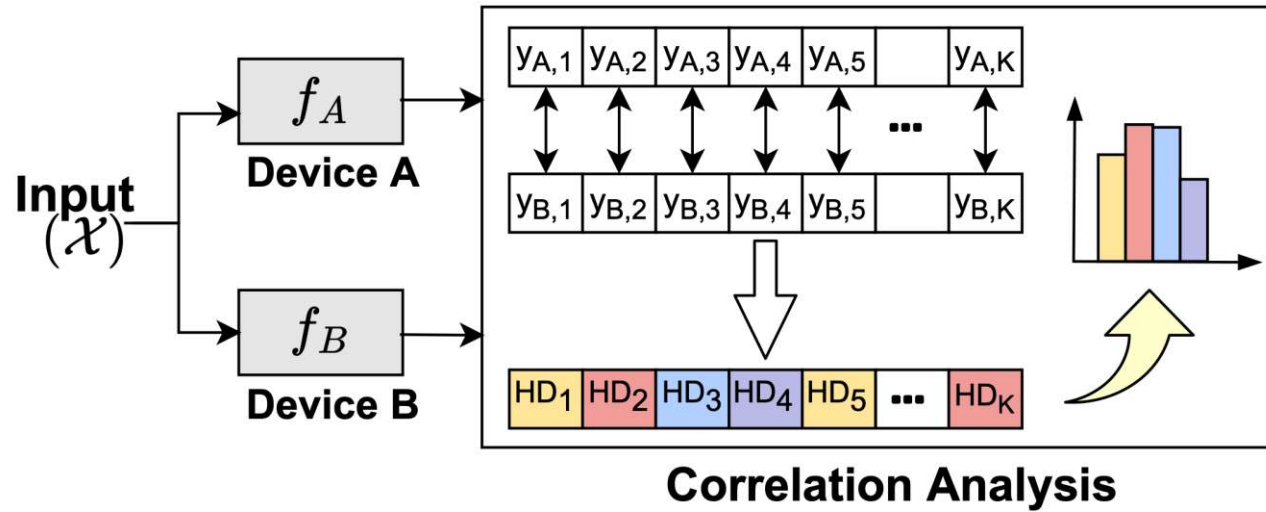 Input
(𝒳)
f_A
Device A
f_B
Device B
y_A,1 y_A,2 y_A,3 y_A,4 y_A,5 y_A,K
...
y_B,1 y_B,2 y_B,3 y_B,4 y_B,5 y_B,K
HD_1 HD_2 HD_3 HD_4 HD_5 ... HD_K
Correlation Analysis